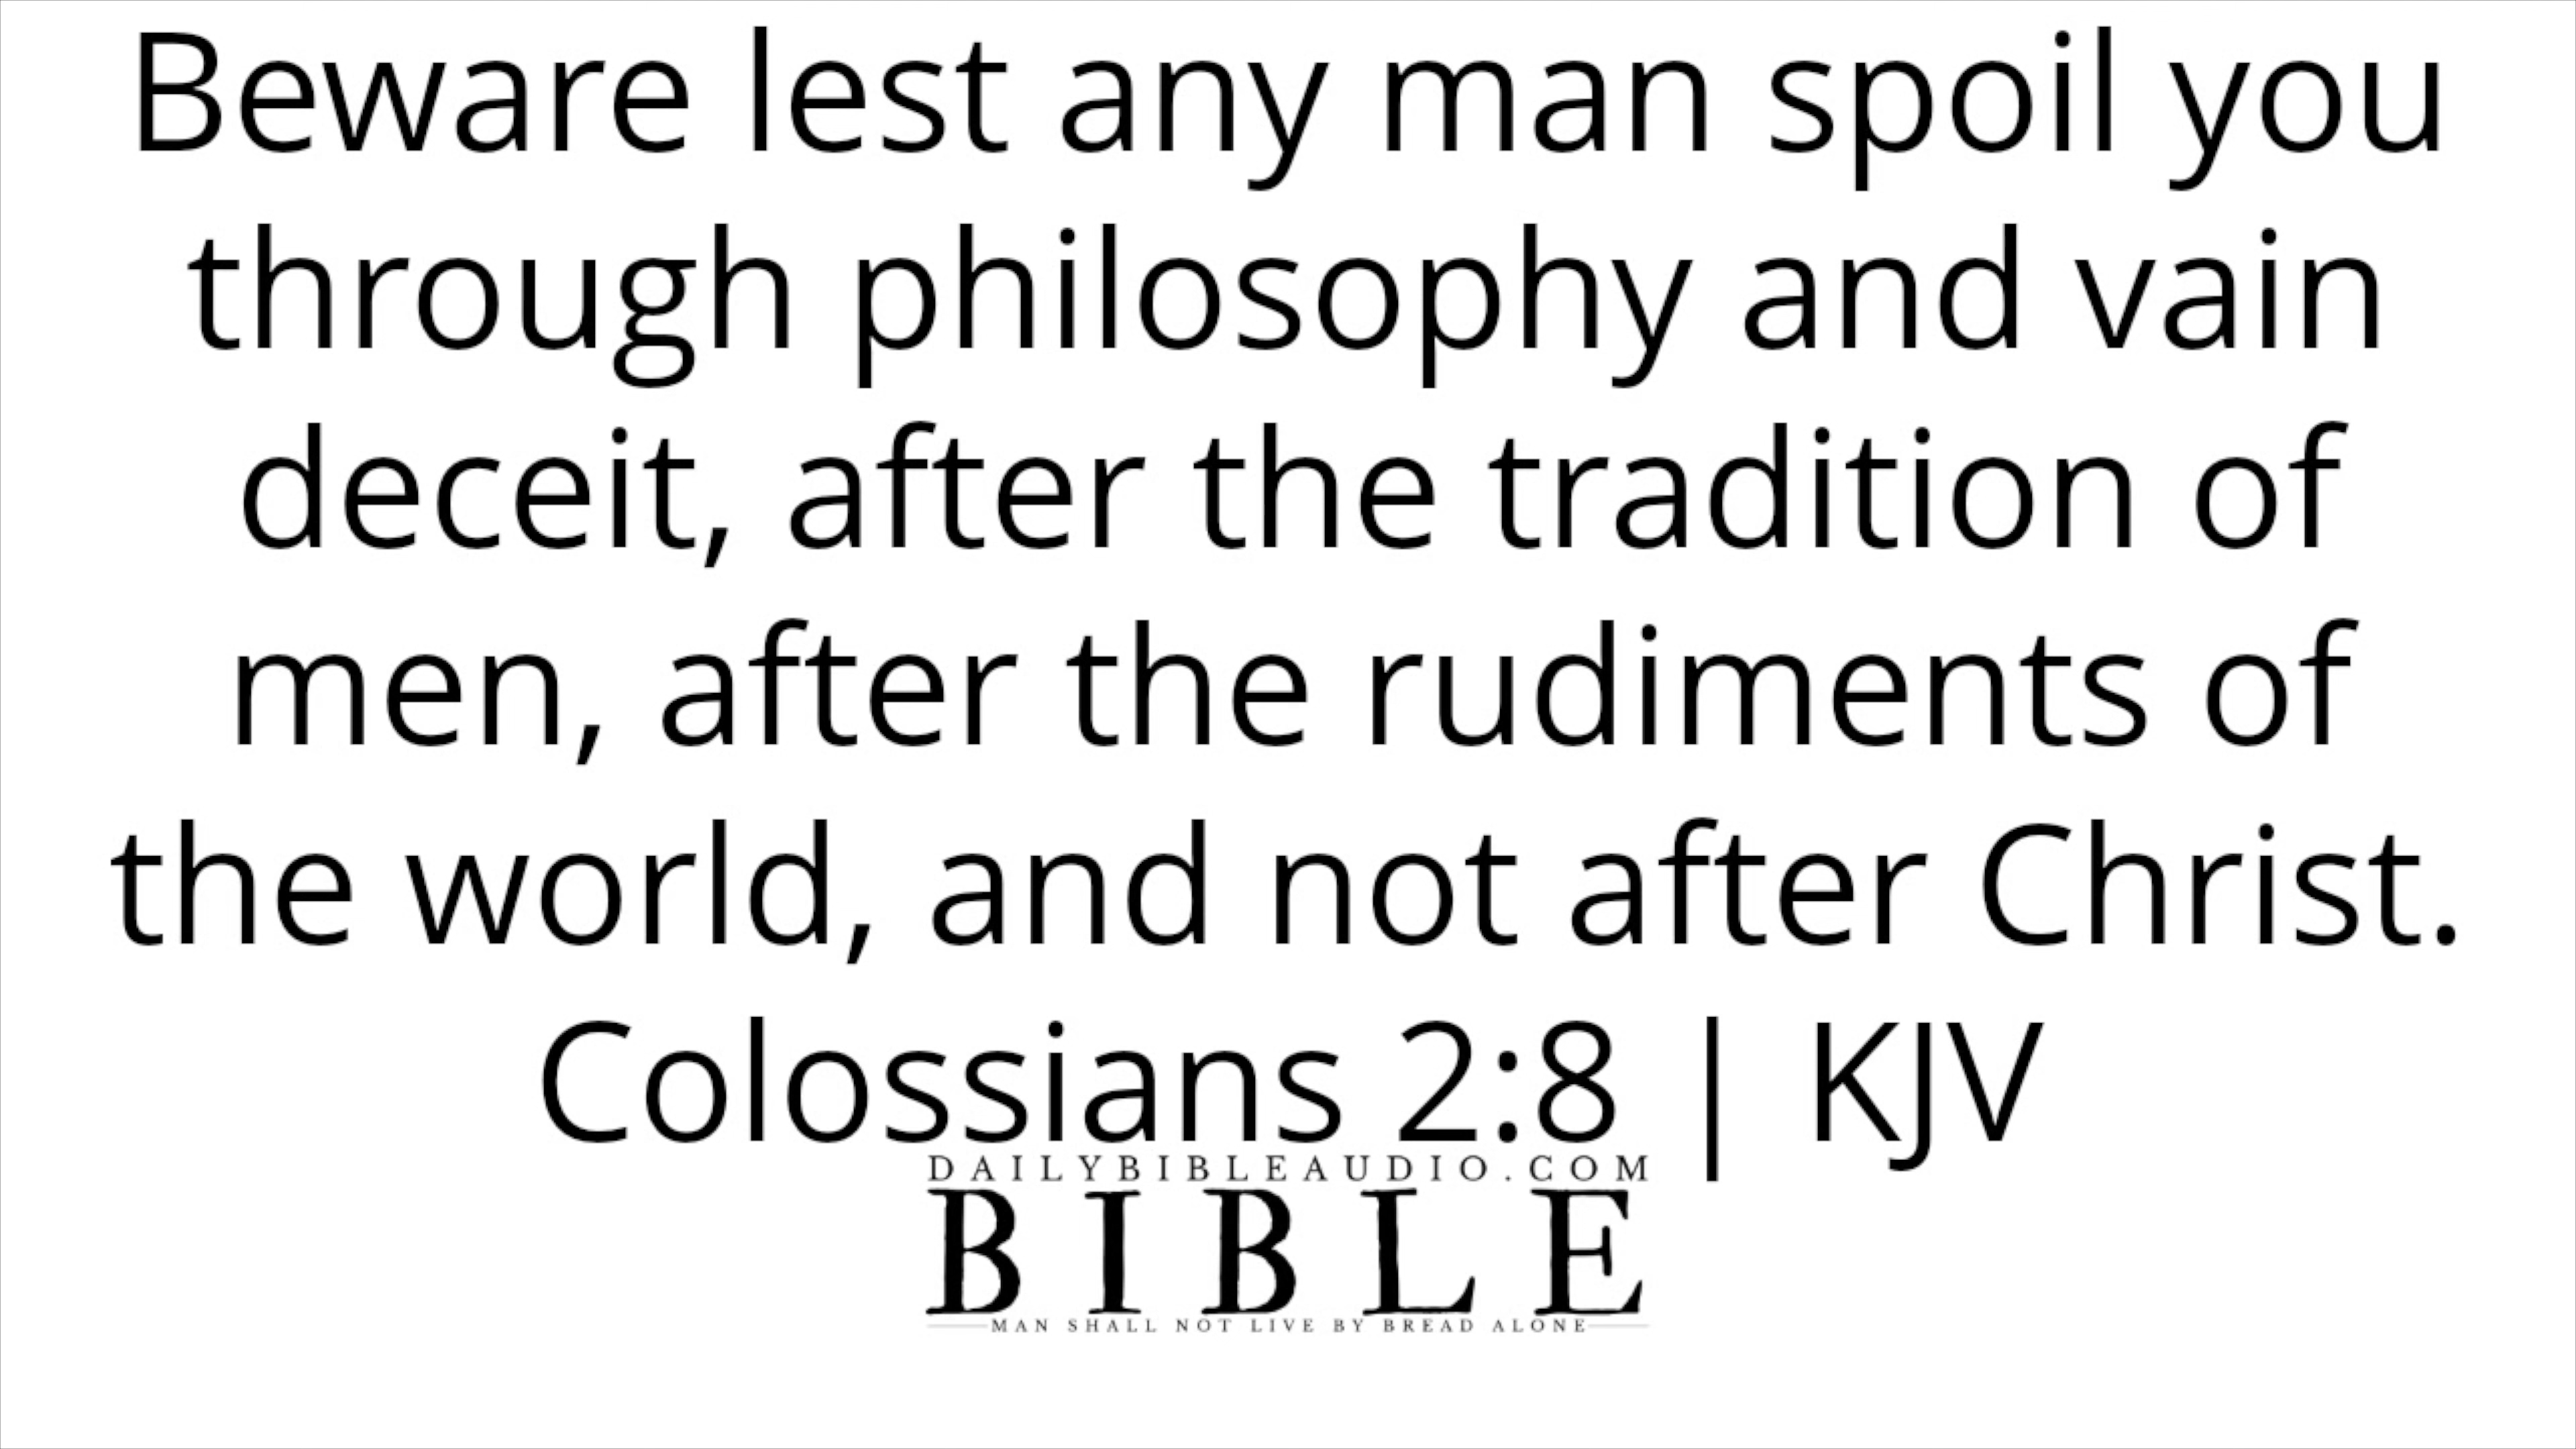 Beware lest any man spoil you
through philosophy and vain
deceit, after the tradition of
men, after the rudiments of
the world, and not after Christ.
Colossians 2:8 | KJV
DAILYBIBLEAUDIO.COM
BIBLE
MAN SHALL NOT LIVE BY BREAD ALONE